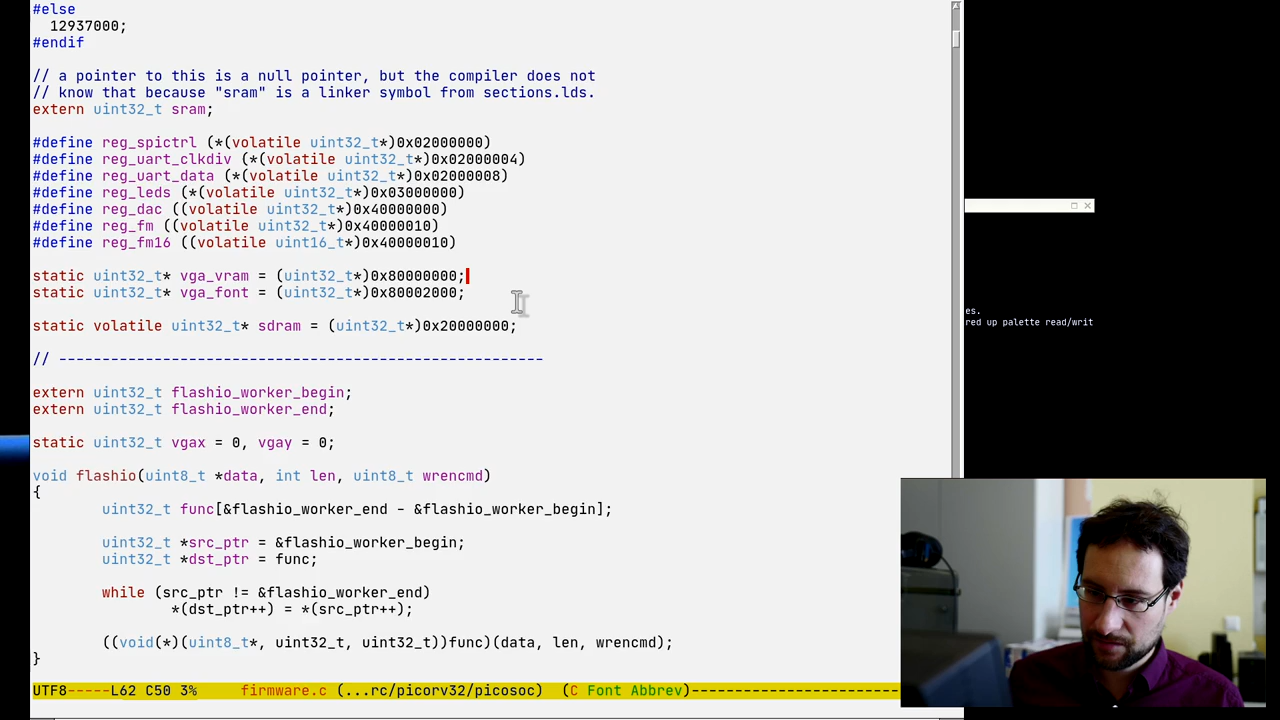 #else
  12937000;
#endif
// a pointer to this is a null pointer, but the compiler does not
// know that because "sram" is a linker symbol from sections.lds.
extern uint32_t sram;
#define reg_spictrl (*(volatile uint32_t*)0x02000000)
#define reg_uart_clkdiv (*(volatile uint32_t*)0x02000004)
#define reg_uart_data (*(volatile uint32_t*)0x02000008)
#define reg_leds (*(volatile uint32_t*)0x03000000)
#define reg_dac ((volatile uint32_t*)0x40000000)
#define reg_fm ((volatile uint32_t*)0x40000010)
#define reg_fm16 ((volatile uint16_t*)0x40000010)
static uint32_t* vga_vram = (uint32_t*)0x80000000;
static uint32_t* vga_font = (uint32_t*)0x80002000;
static volatile uint32_t* sdram = (uint32_t*)0x20000000;
// --------------------------------------------------------
extern uint32_t flashio_worker_begin;
extern uint32_t flashio_worker_end;
static uint32_t vgax = 0, vgay = 0;
void flashio(uint8_t *data, int len, uint8_t wrencmd)
{
        uint32_t func[&flashio_worker_end - &flashio_worker_begin];
        uint32_t *src_ptr = &flashio_worker_begin;
        uint32_t *dst_ptr = func;
        while (src_ptr != &flashio_worker_end)
                *(dst_ptr++) = *(src_ptr++);
        ((void(*)(uint8_t*, uint32_t, uint32_t))func)(data, len, wrencmd);
}
UTF8-----L62 C50 3%     firmware.c (...rc/picorv32/picosoc)  (C Font Abbrev)------------------------
es.
red up palette read/writ